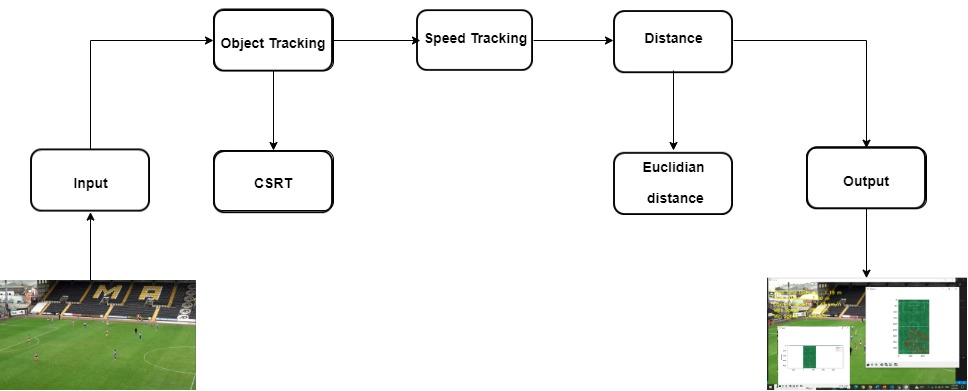 Object Tracking
Speed Tracking
Distance
Input
CSRT
Euclidian
distance
Output
M A